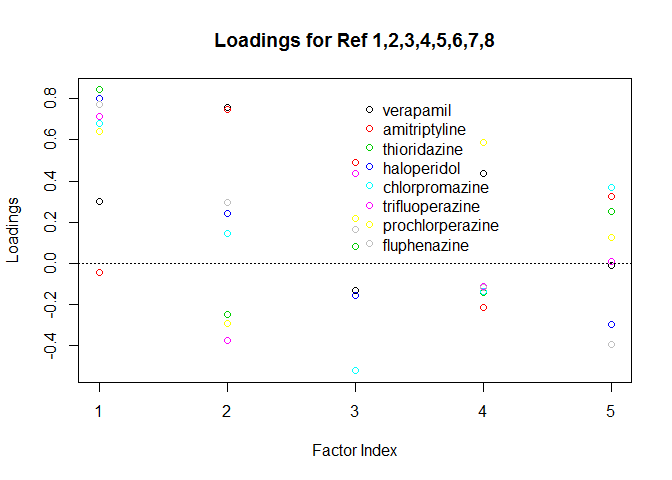 Loadings for Ref 1,2,3,4,5,6,7,8
Loadings
0.8
0.6
0.4
0.2
0.0
-0.2
-0.4
verapamil
amitriptyline
thioridazine
haloperidol
chlorpromazine
trifluoperazine
prochlorperazine
fluphenazine
1 2 3 4 5
Factor Index